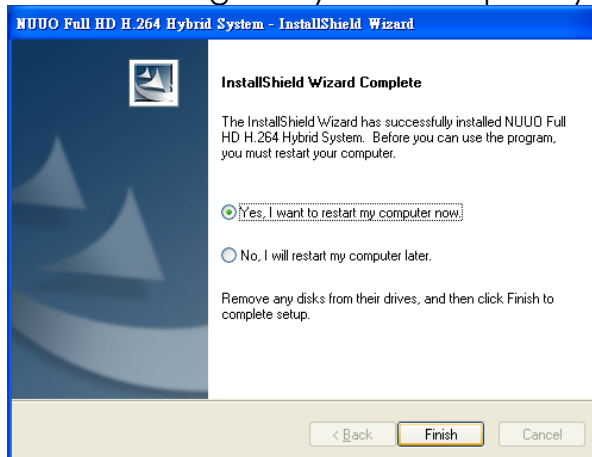 NUUO Full HD H.264 Hybrid System - InstallShield Wizard
InstallShield Wizard Complete
The InstallShield Wizard has successfully installed NUUO Full
HD H.264 Hybrid System. Before you can use the program,
you must restart your computer.
Yes, I want to restart my computer now.
No, I will restart my computer later.
Remove any disks from their drives, and then click Finish to
complete setup.
< Back
Finish
Cancel